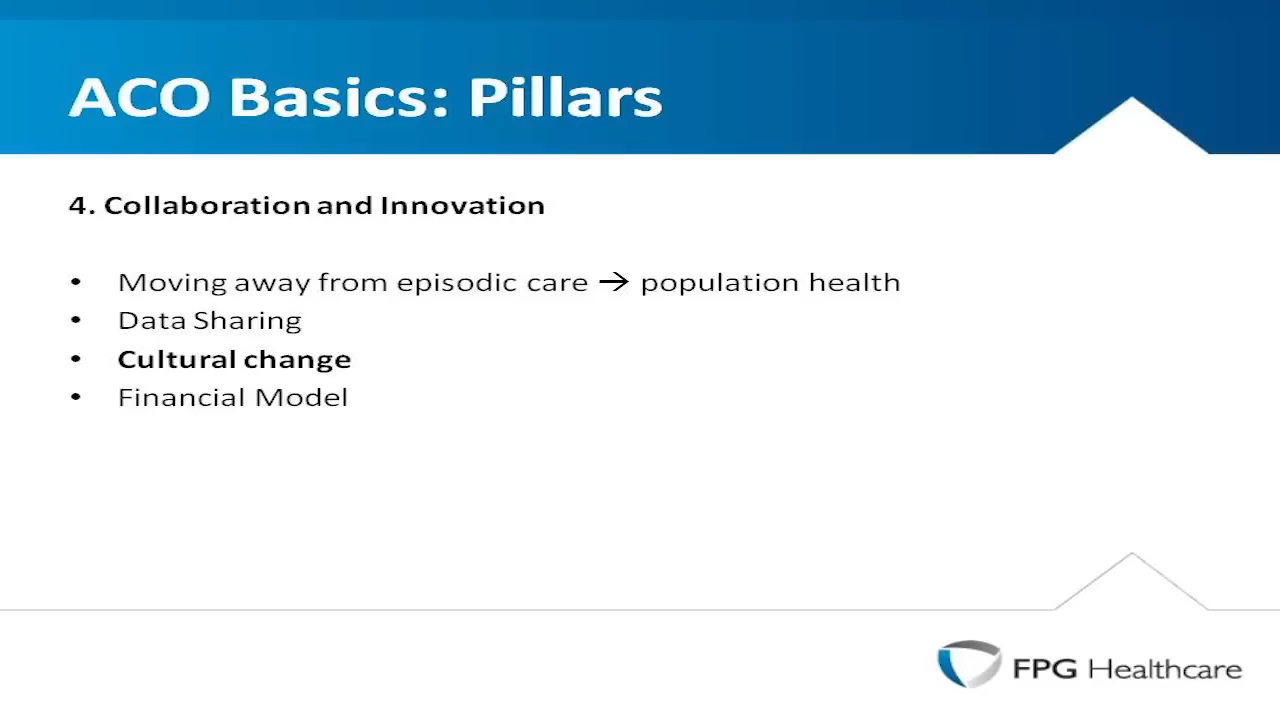 ACO Basics: Pillars
4. Collaboration and Innovation
• Moving away from episodic care → population health
• Data Sharing
• Cultural change
• Financial Model
FPG Healthcare